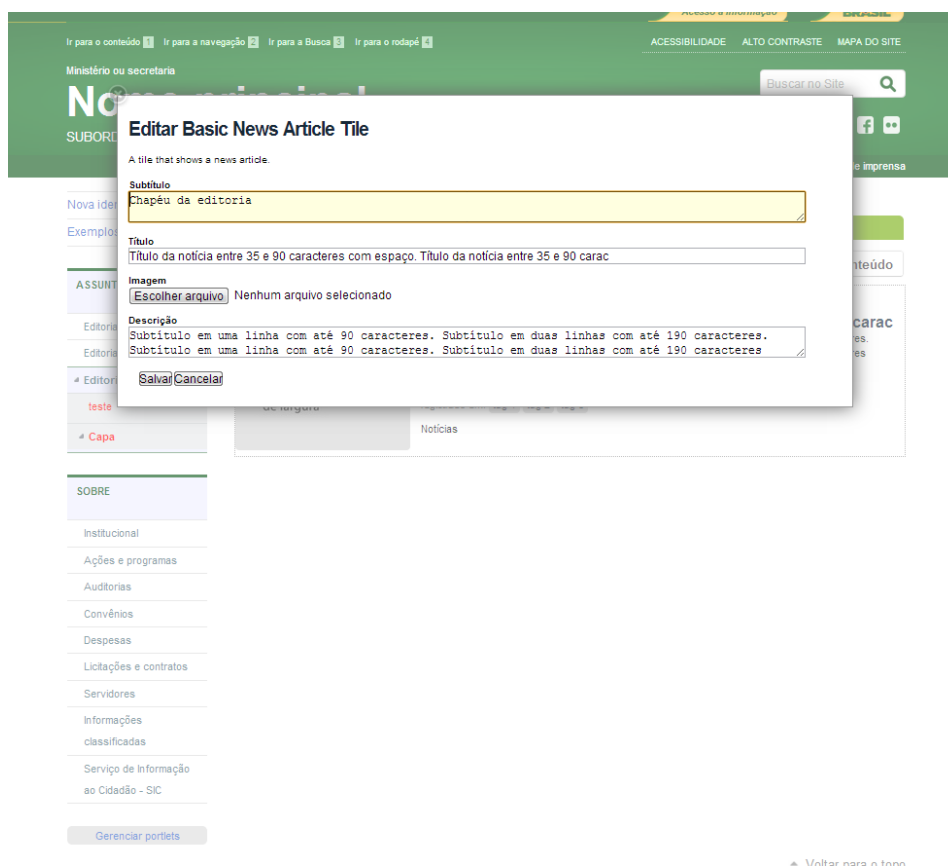 Acesso à Informação
BRASIL
Ir para o conteúdo 1 Ir para a navegação 2 Ir para a Busca 3 Ir para o rodapé 4
ACESSIBILIDADE ALTO CONTRASTE MAPA DO SITE
Ministério ou secretaria
Buscar no Site
SUBORD
e imprensa
Editar Basic News Article Tile
A tile that shows a news article.
Subtítulo
Chapéu da editoria
Título
Título da notícia entre 35 e 90 caracteres com espaço. Título da notícia entre 35 e 90 carac
Imagem
Escolher arquivo Nenhum arquivo selecionado
Descrição
Subtítulo em uma linha com até 90 caracteres. Subtítulo em duas linhas com até 190 caracteres.
Subtítulo em uma linha com até 90 caracteres. Subtítulo em duas linhas com até 190 caracteres
Salvar Cancelar
Nova iden
Exemplos
nteúdo
ASSUNT
carac
Editoria
res.
Editoria
res
Editori
teste
de largura
Capa
Notícias
SOBRE
Institucional
Ações e programas
Auditorias
Convênios
Despesas
Licitações e contratos
Servidores
Informações
classificadas
Serviço de Informação
ao Cidadão - SIC
Gerenciar portlets
Voltar para o topo